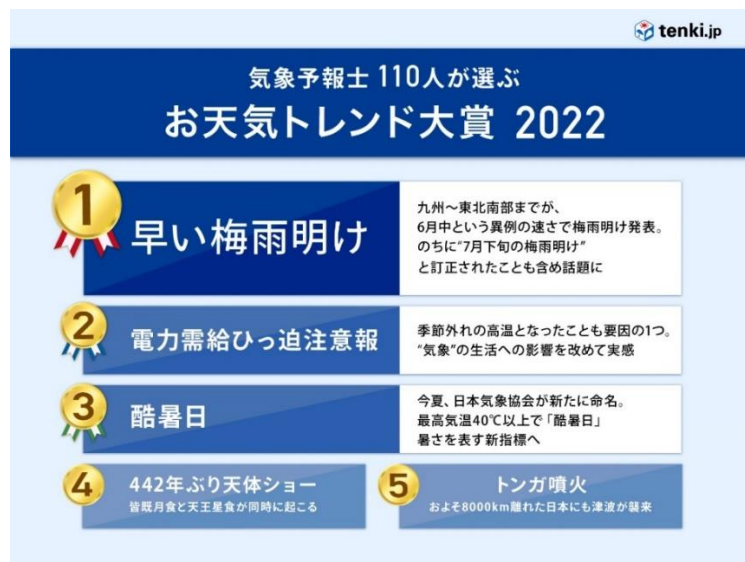 tenki.jp
気象予報士110人が選ぶ
お天気トレンド大賞 2022
1
早い梅雨明け
九州～東北南部までが、
6月中という異例の速さで梅雨明け発表。
のちに“7月下旬の梅雨明け”
と訂正されたことも含め話題に
2
電力需給ひっ迫注意報
季節外れの高温となったことも要因の1つ。
“気象”の生活への影響を改めて実感
3
酷暑日
今夏、日本気象協会が新たに命名。
最高気温40℃以上で「酷暑日」
暑さを表す新指標へ
4
442年ぶり天体ショー
皆既月食と天王星食が同時に起こる
5
トンガ噴火
およそ8000km離れた日本にも津波が襲来